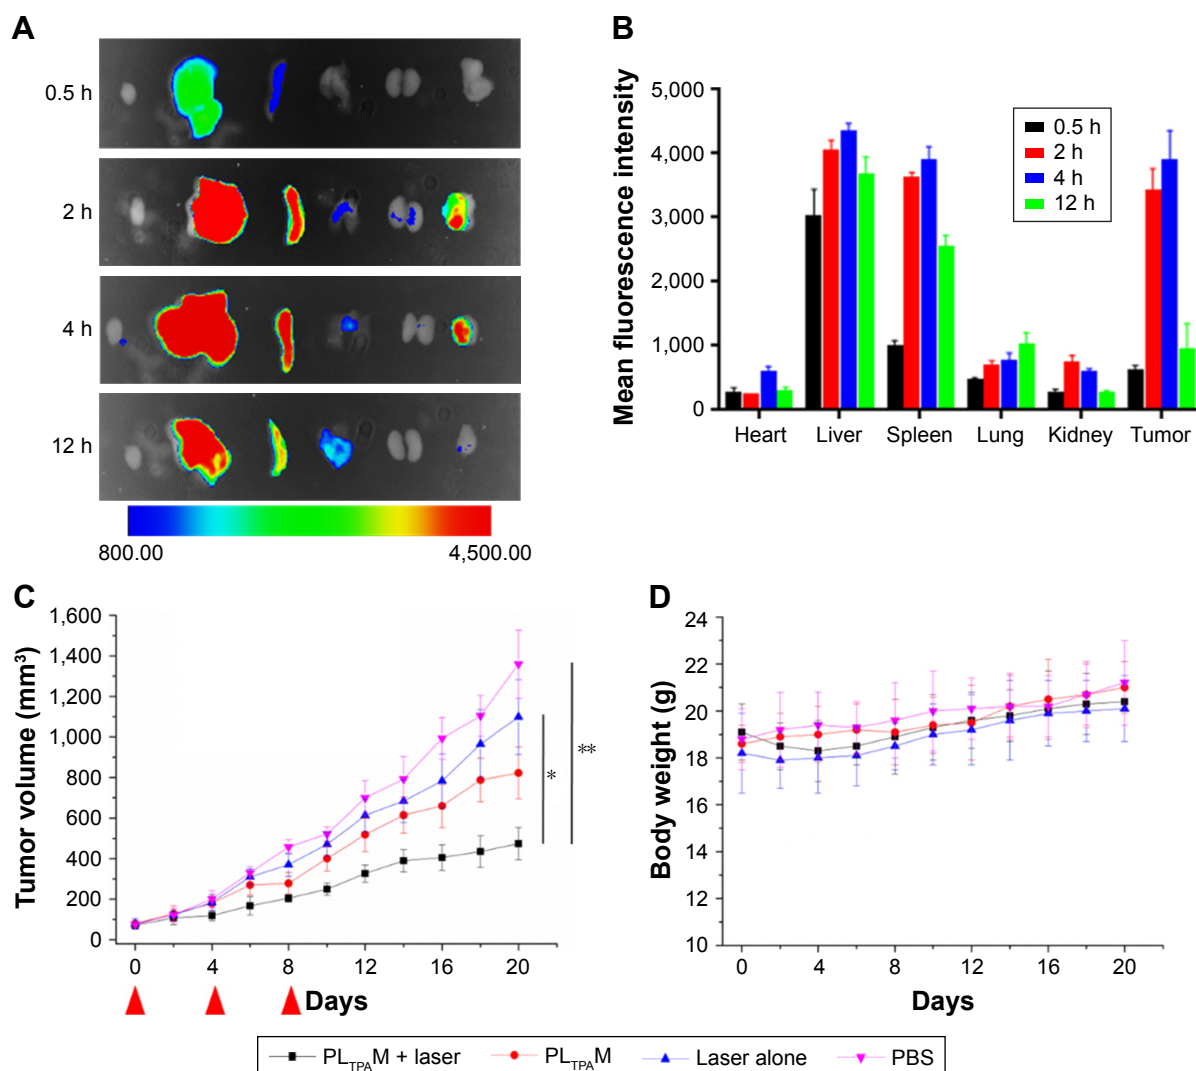 A
0.5 h
2 h
4 h
12 h
800.00 4,500.00
B
Mean fluorescence intensity
5,000
4,000
3,000
2,000
1,000
0
0.5 h
2 h
4 h
12 h
Heart Liver Spleen Lung Kidney Tumor
C
Tumor volume (mm³)
1,600
1,400
1,200
1,000
800
600
400
200
0
*
**
0 4 8 12 16 20
Days
D
Body weight (g)
24
22
20
18
16
14
12
10
0 4 8 12 16 20
Days
PL_TPA M + laser PL_TPA M Laser alone PBS